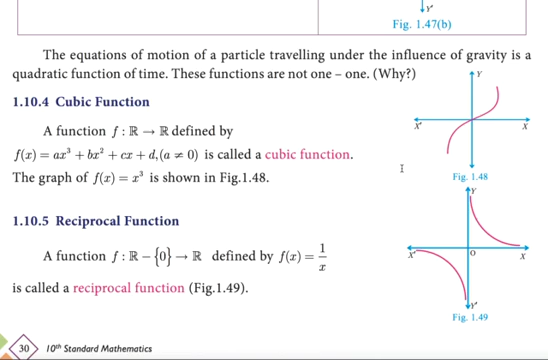 Y′
Fig. 1.47(b)
The equations of motion of a particle travelling under the influence of gravity is a
quadratic function of time. These functions are not one – one. (Why?)
Y
1.10.4 Cubic Function
A function f : ℝ → ℝ defined by
X′ X
f(x) = ax³ + bx² + cx + d, (a ≠ 0) is called a cubic function.
The graph of f(x) = x³ is shown in Fig.1.48.
Fig. 1.48
Y
1.10.5 Reciprocal Function
A function f : ℝ − {0} → ℝ defined by f(x) = 1/x
X′ O X
is called a reciprocal function (Fig.1.49).
Y′
Fig. 1.49
30 10th Standard Mathematics